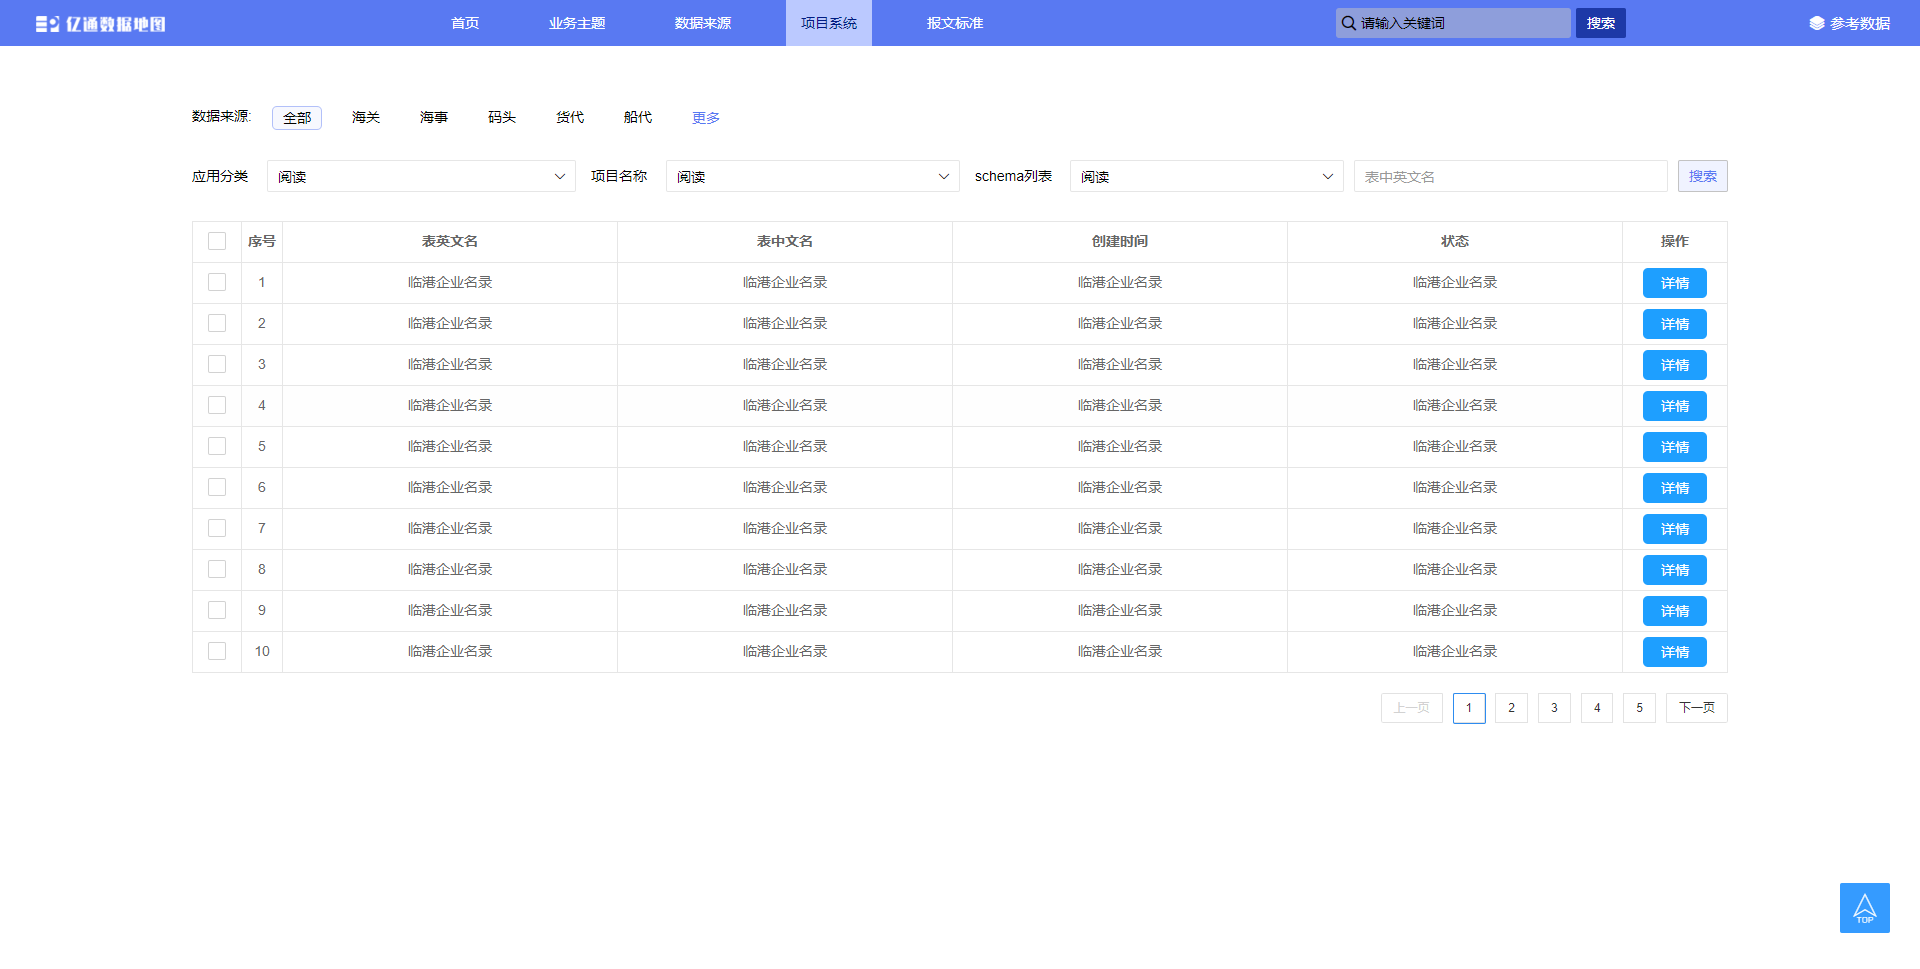 亿通数据地图 首页 业务主题 数据来源 项目系统 报文标准 请输入关键词 搜索 参考数据
数据来源: 全部 海关 海事 码头 货代 船代 更多
应用分类 阅读 项目名称 阅读 schema列表 阅读 表中英文名 搜索
序号 表英文名 表中文名 创建时间 状态 操作
1 临港企业名录 临港企业名录 临港企业名录 临港企业名录 详情
2 临港企业名录 临港企业名录 临港企业名录 临港企业名录 详情
3 临港企业名录 临港企业名录 临港企业名录 临港企业名录 详情
4 临港企业名录 临港企业名录 临港企业名录 临港企业名录 详情
5 临港企业名录 临港企业名录 临港企业名录 临港企业名录 详情
6 临港企业名录 临港企业名录 临港企业名录 临港企业名录 详情
7 临港企业名录 临港企业名录 临港企业名录 临港企业名录 详情
8 临港企业名录 临港企业名录 临港企业名录 临港企业名录 详情
9 临港企业名录 临港企业名录 临港企业名录 临港企业名录 详情
10 临港企业名录 临港企业名录 临港企业名录 临港企业名录 详情
上一页 1 2 3 4 5 下一页
TOP